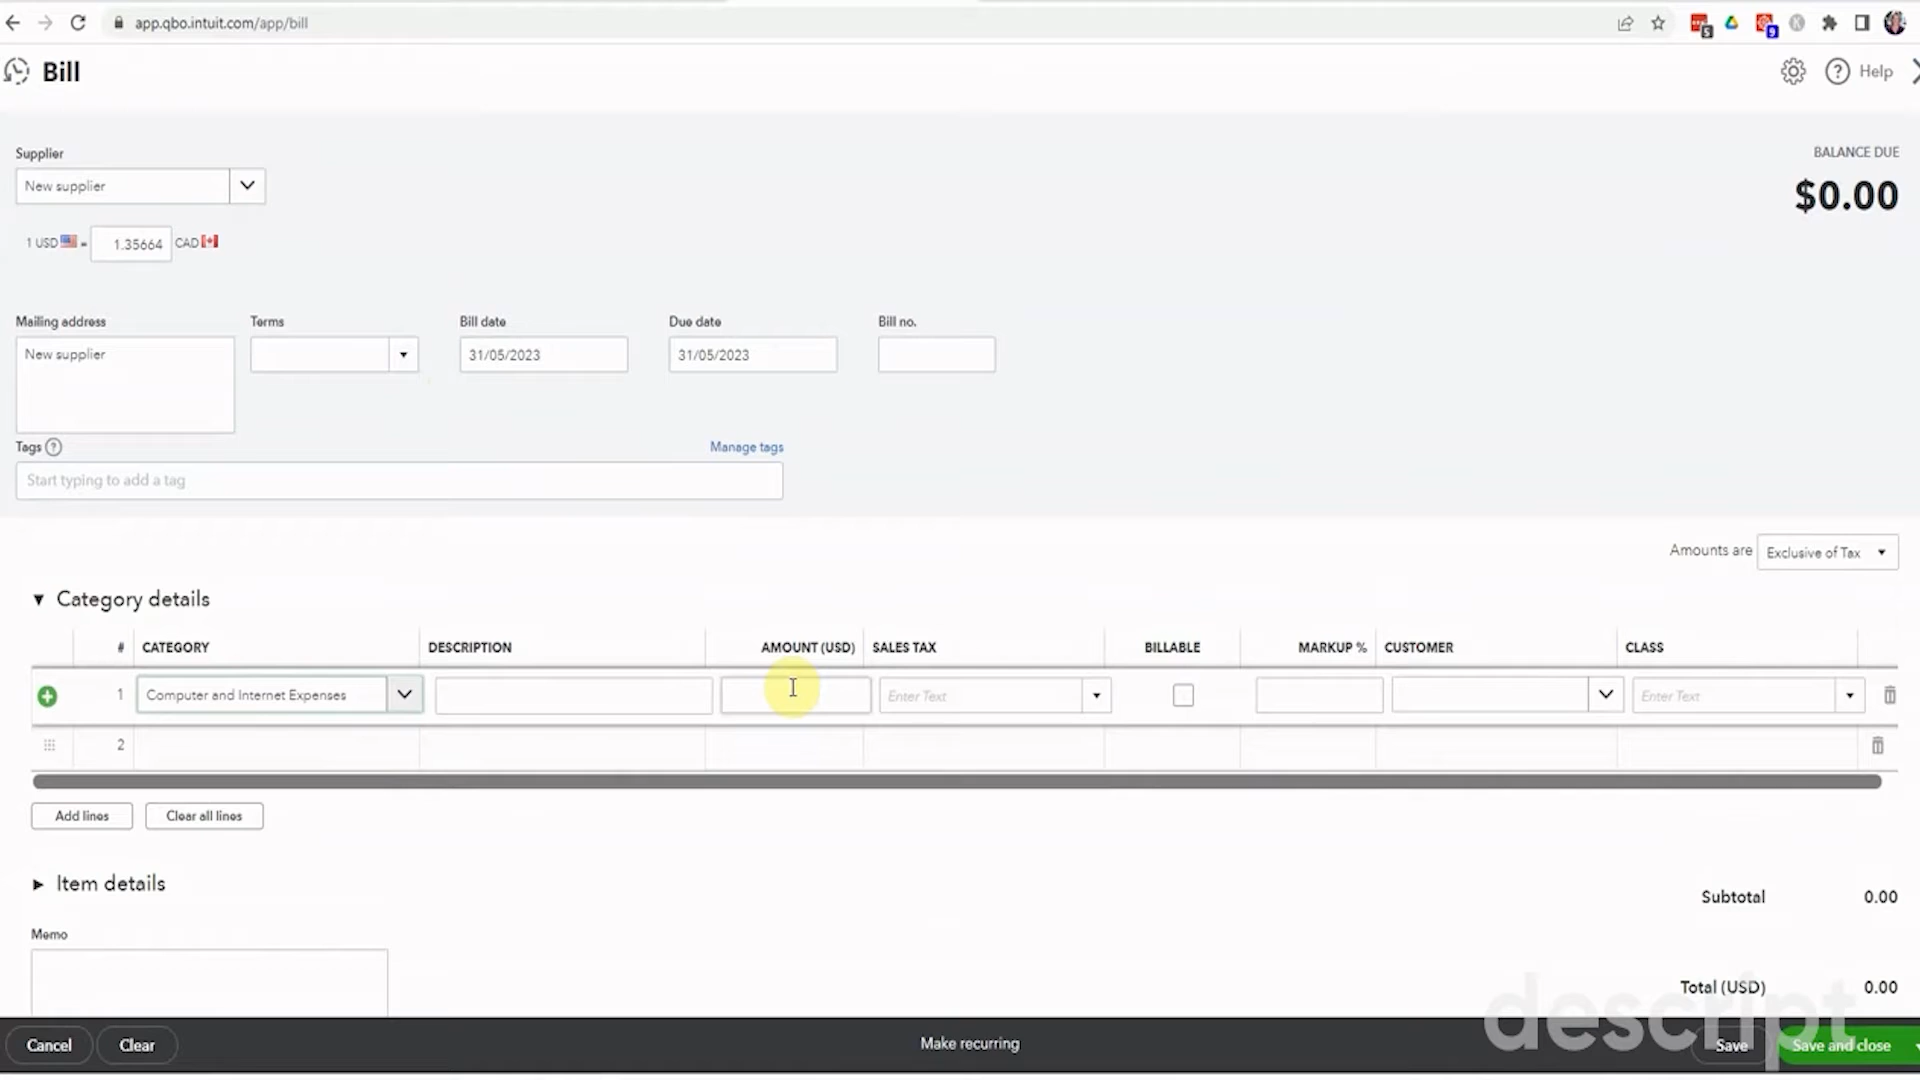 app.qbo.intuit.com/app/bill
5
9
Bill
Help
Supplier
BALANCE DUE
New supplier
$0.00
1 USD = 1.35664 CAD
Mailing address Terms Bill date Due date Bill no.
New supplier 31/05/2023 31/05/2023
Tags ? Manage tags
Start typing to add a tag
Amounts are Exclusive of Tax
Category details
# CATEGORY DESCRIPTION AMOUNT (USD) SALES TAX BILLABLE MARKUP % CUSTOMER CLASS
1 Computer and Internet Expenses Enter Text Enter Text
2
Add lines Clear all lines
Item details
Subtotal 0.00
Memo
Total (USD) 0.00
descript
Cancel Clear Make recurring Save Save and close